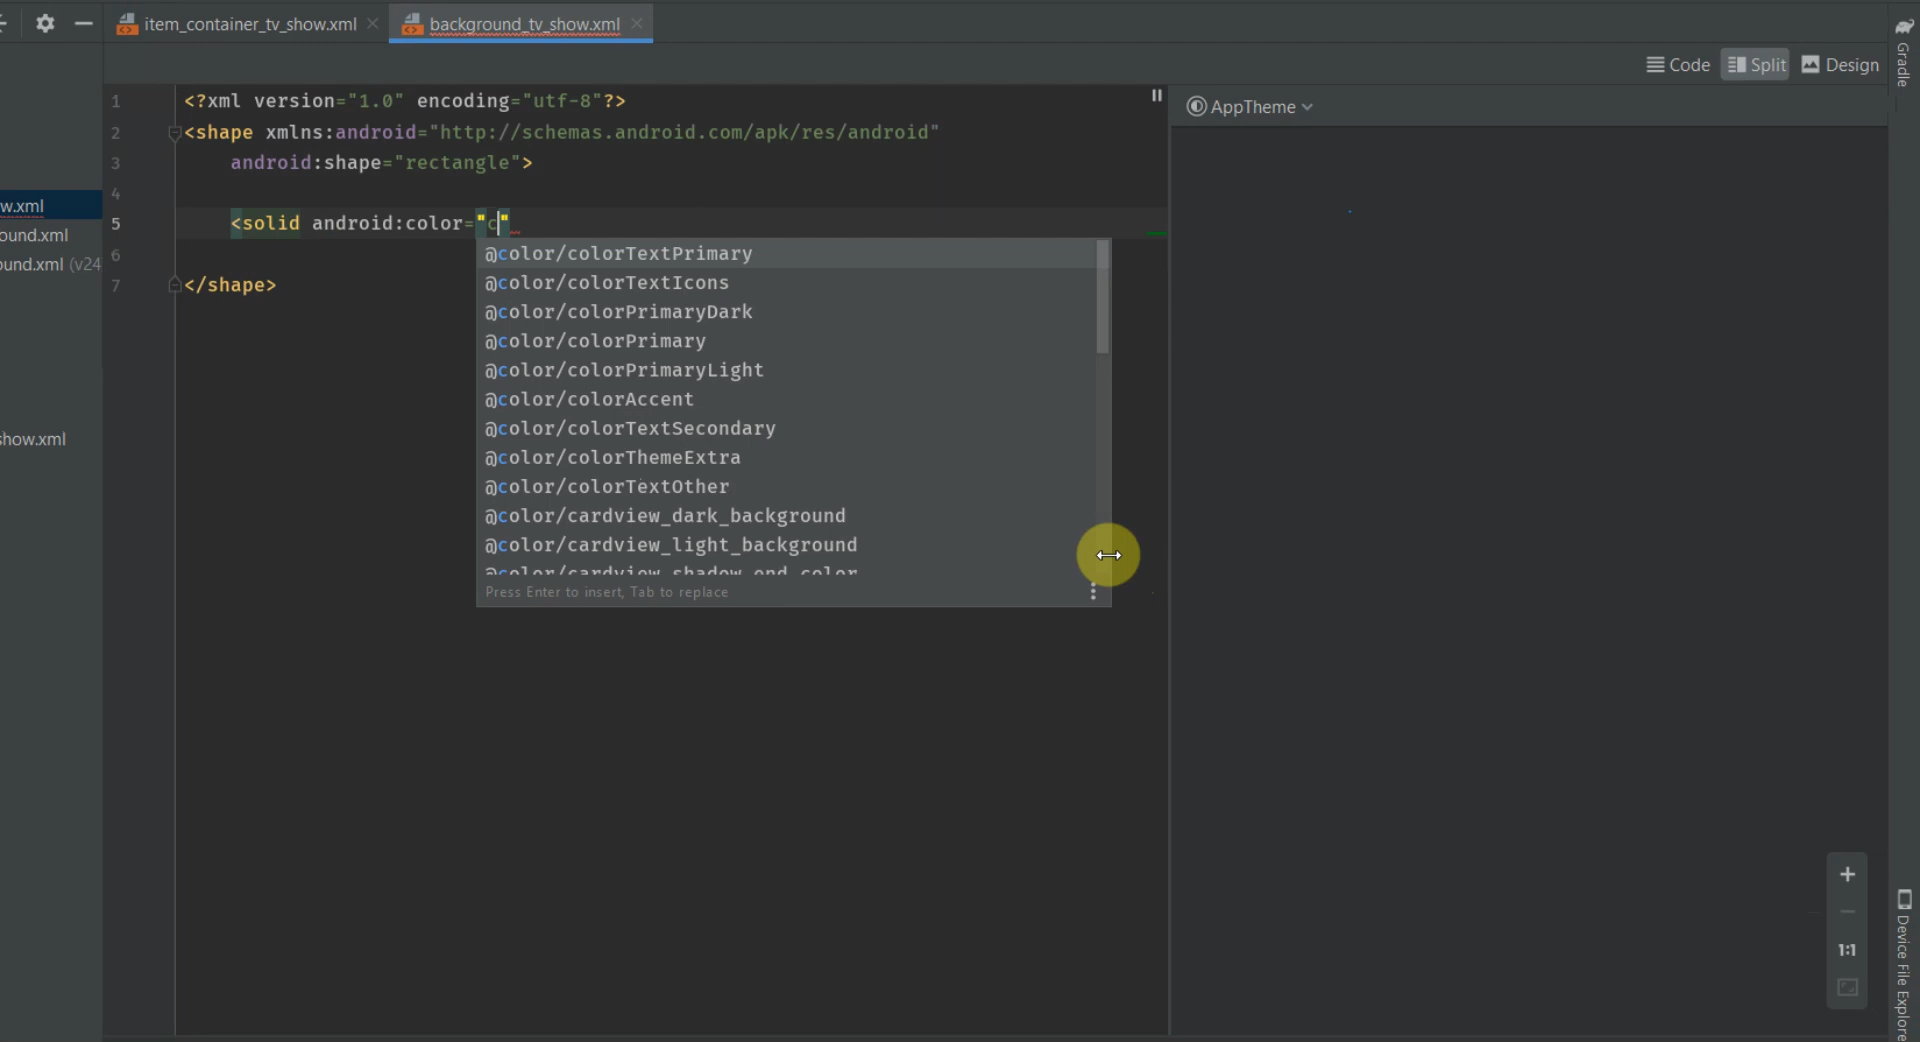 item_container_tv_show.xml
background_tv_show.xml
Code
Split
Design
Gradle
AppTheme
w.xml
ound.xml
ound.xml (v24
show.xml
1 <?xml version="1.0" encoding="utf-8"?>
2 <shape xmlns:android="http://schemas.android.com/apk/res/android"
3 android:shape="rectangle">
4
5 <solid android:color="c"
6
7 </shape>
@color/colorTextPrimary
@color/colorTextIcons
@color/colorPrimaryDark
@color/colorPrimary
@color/colorPrimaryLight
@color/colorAccent
@color/colorTextSecondary
@color/colorThemeExtra
@color/colorTextOther
@color/cardview_dark_background
@color/cardview_light_background
@color/cardview_shadow_end_color
Press Enter to insert, Tab to replace
1:1
Device File Explore